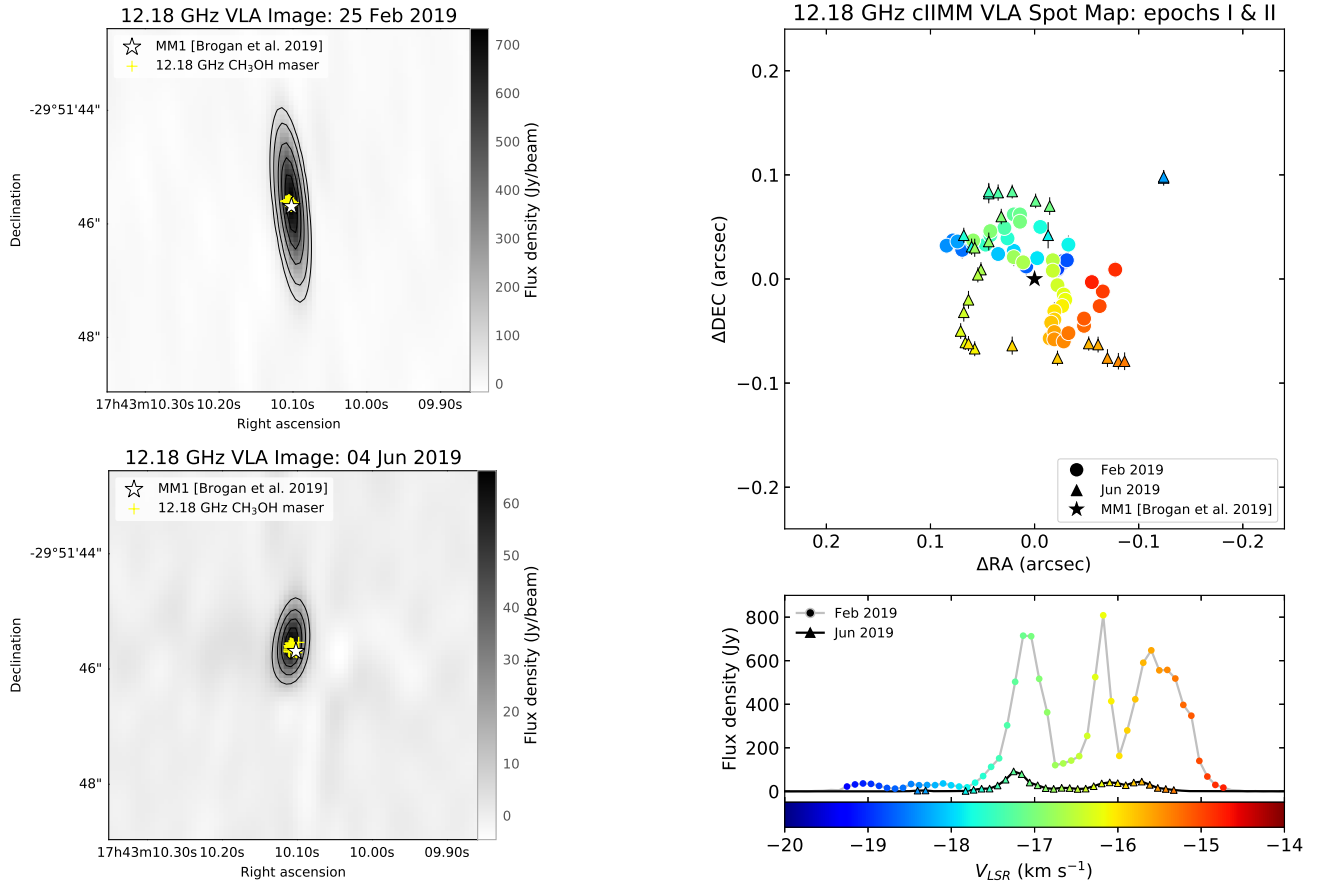 12.18 GHz VLA Image: 25 Feb 2019
MM1 [Brogan et al. 2019]
12.18 GHz CH₃OH maser
-29°51'44"
46"
48"
Declination
17h43m10.30s 10.20s 10.10s 10.00s 09.90s
Right ascension
700
600
500
400
300
200
100
0
Flux density (Jy/beam)
12.18 GHz VLA Image: 04 Jun 2019
MM1 [Brogan et al. 2019]
12.18 GHz CH₃OH maser
-29°51'44"
46"
48"
Declination
17h43m10.30s 10.20s 10.10s 10.00s 09.90s
Right ascension
60
50
40
30
20
10
0
Flux density (Jy/beam)
12.18 GHz cIIMM VLA Spot Map: epochs I & II
0.2
0.1
0.0
−0.1
−0.2
ΔDEC (arcsec)
Feb 2019
Jun 2019
MM1 [Brogan et al. 2019]
0.2 0.1 0.0 −0.1 −0.2
ΔRA (arcsec)
800
600
400
200
0
Flux density (Jy)
Feb 2019
Jun 2019
−20 −19 −18 −17 −16 −15 −14
V_LSR (km s⁻¹)